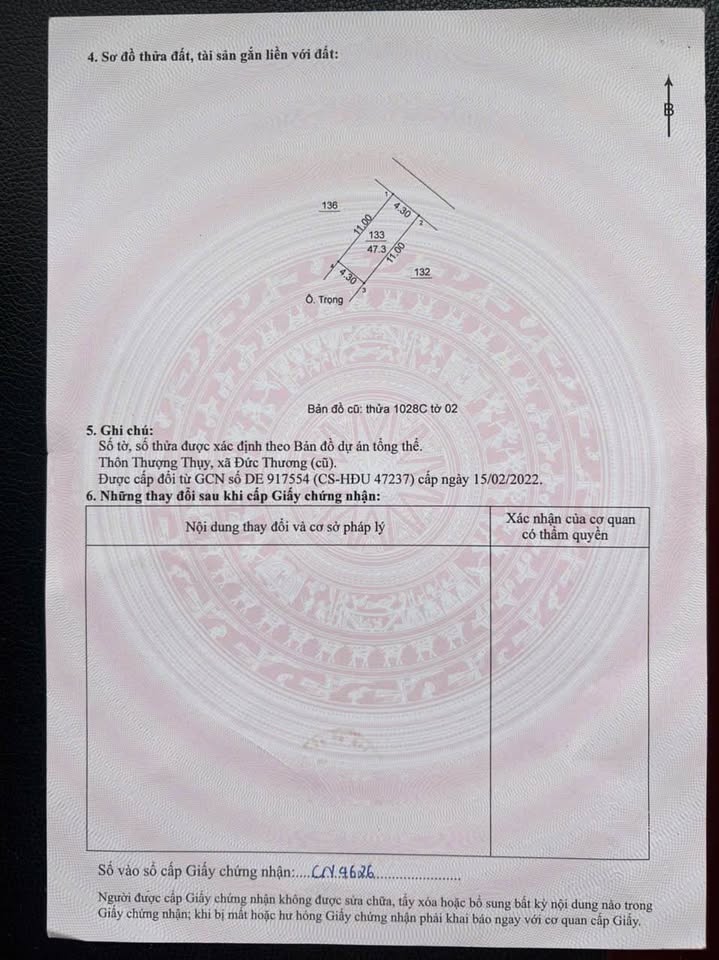 4. Sơ đồ thửa đất, tài sản gắn liền với đất:
B
136
1
4.30
2
11.00
133
47.3
11.00
4
4.30
3
132
Ô. Trọng
Bản đồ cũ: thửa 1028C tờ 02
5. Ghi chú:
Số tờ, số thửa được xác định theo Bản đồ dự án tổng thể.
Thôn Thượng Thụy, xã Đức Thương (cũ).
Được cấp đổi từ GCN số DE 917554 (CS-HĐU 47237) cấp ngày 15/02/2022.
6. Những thay đổi sau khi cấp Giấy chứng nhận:
Nội dung thay đổi và cơ sở pháp lý
Xác nhận của cơ quan
có thẩm quyền
Số vào sổ cấp Giấy chứng nhận:....CN.9626....................
Người được cấp Giấy chứng nhận không được sửa chữa, tẩy xóa hoặc bổ sung bất kỳ nội dung nào trong
Giấy chứng nhận; khi bị mất hoặc hư hỏng Giấy chứng nhận phải khai báo ngay với cơ quan cấp Giấy.